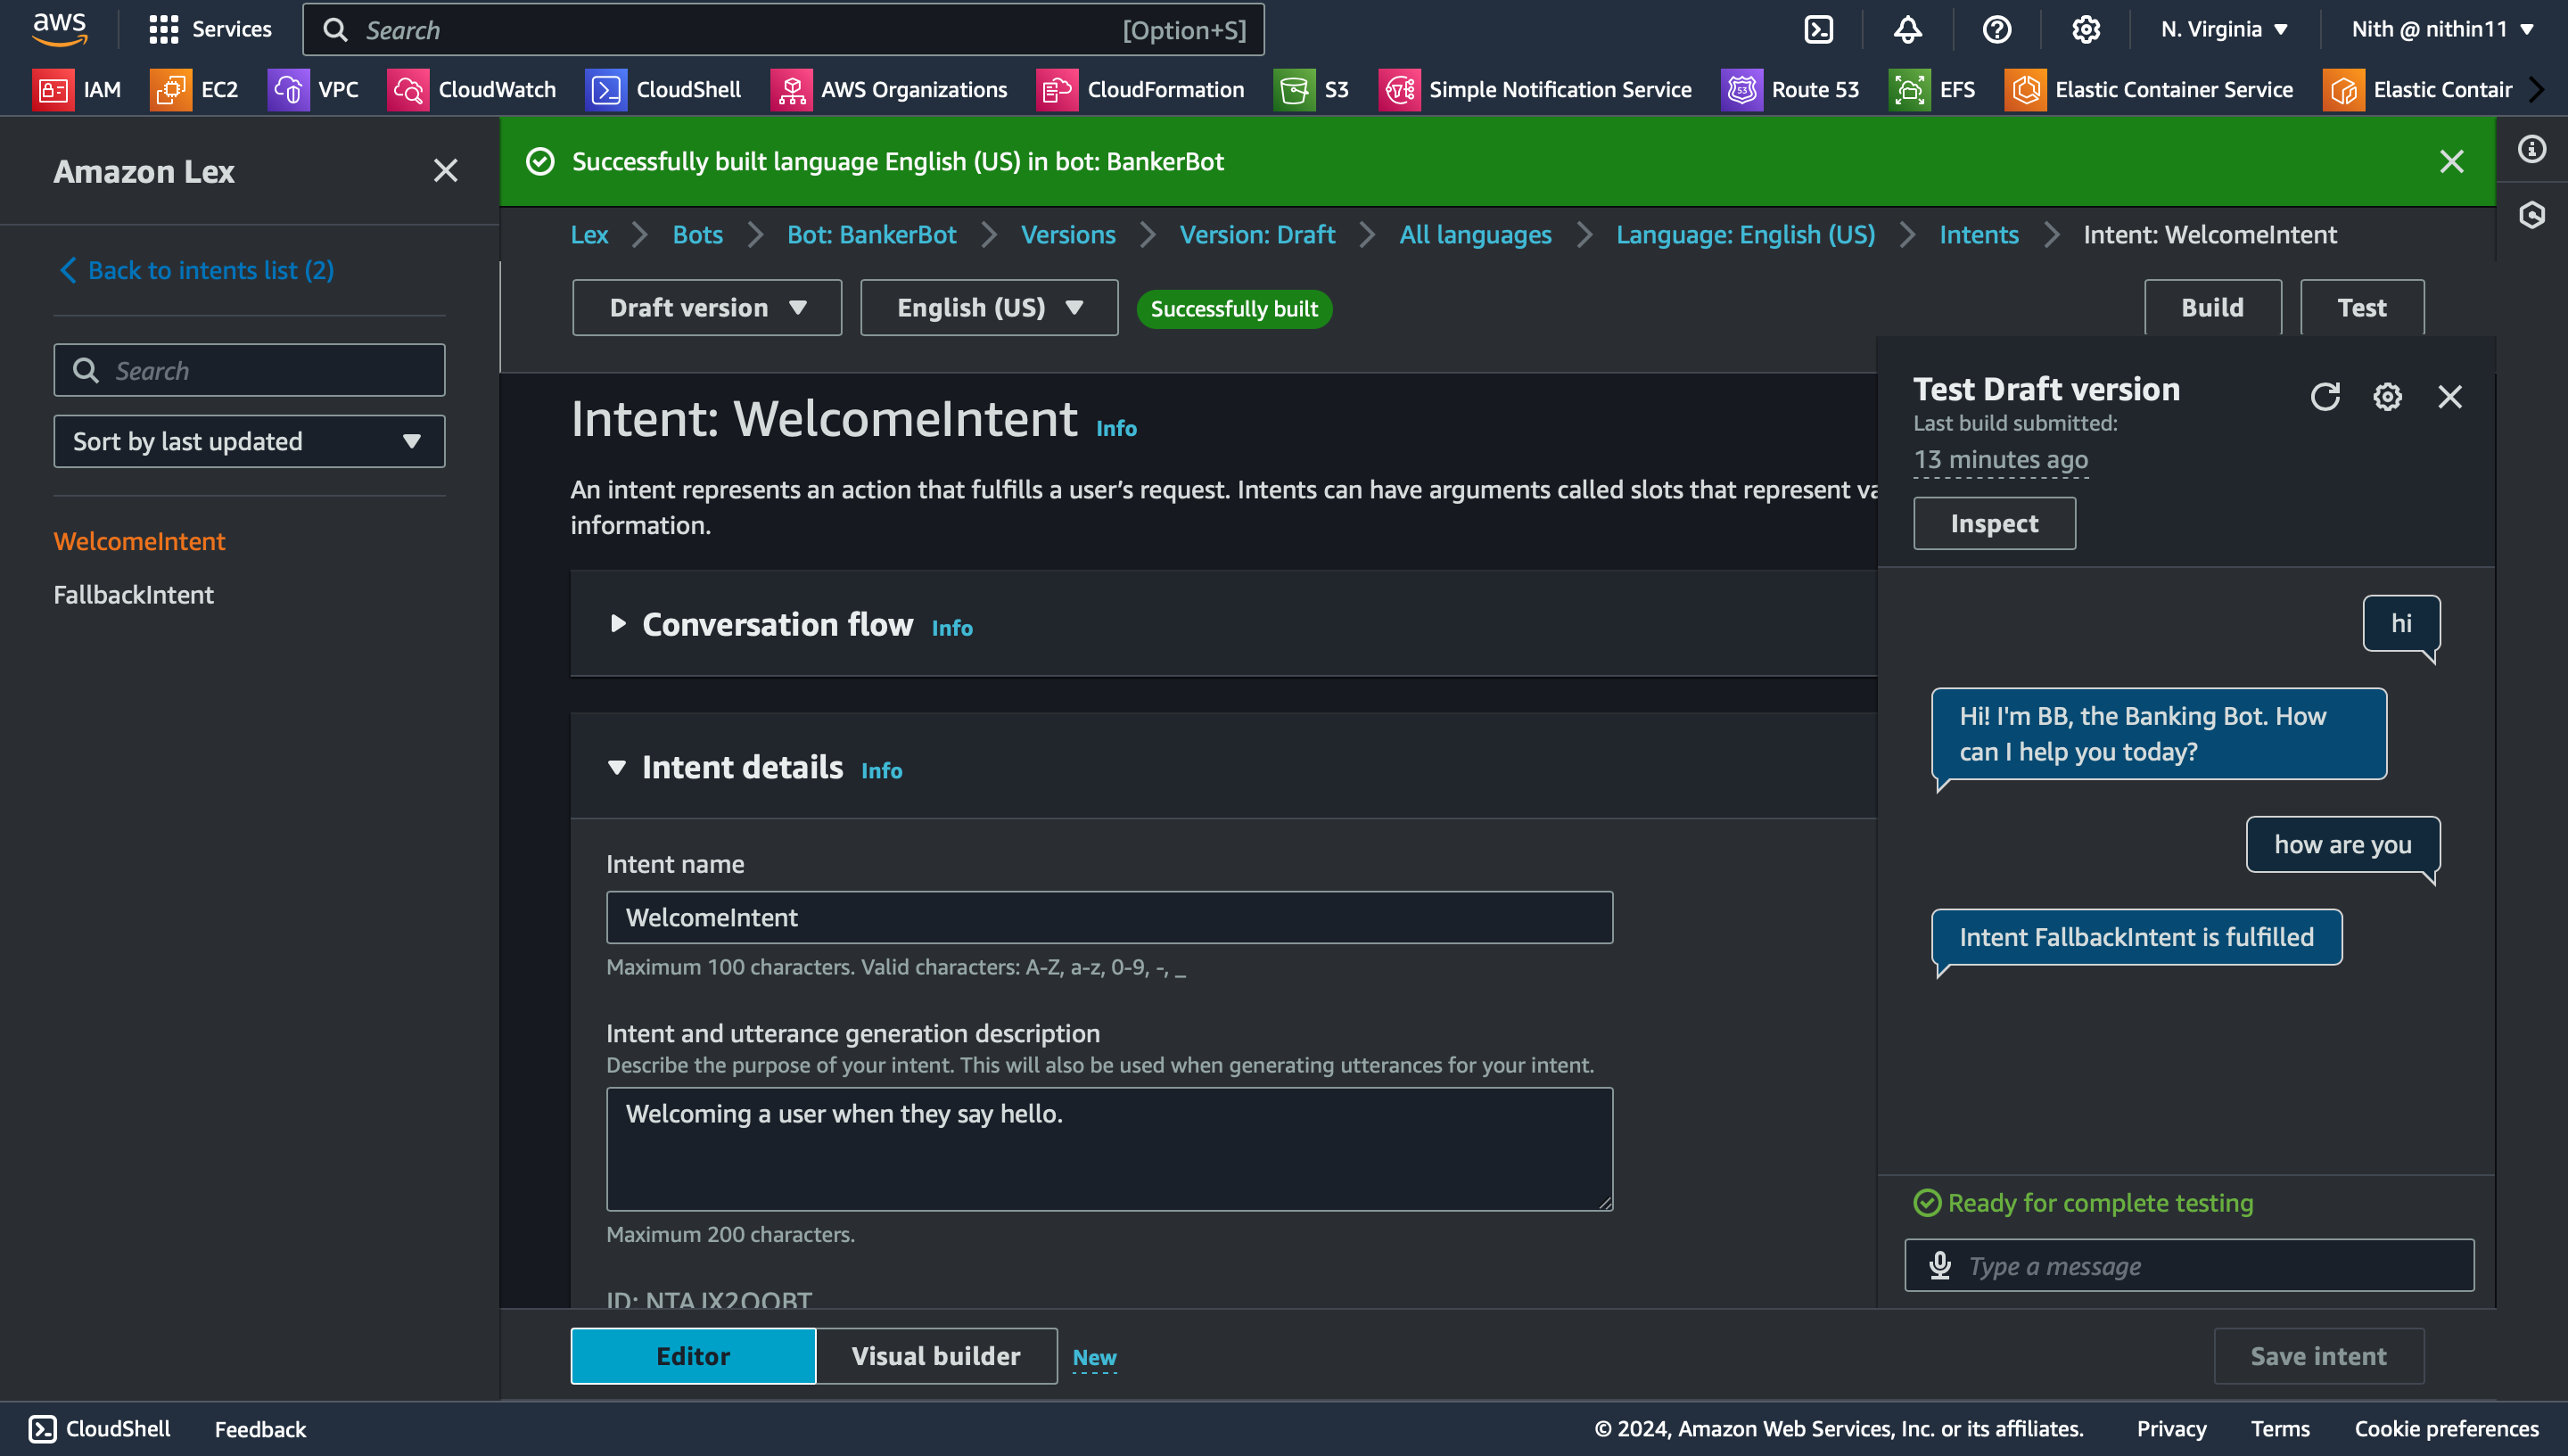 aws
Services
Search
[Option+S]
N. Virginia
Nith @ nithin11
IAM
EC2
VPC
CloudWatch
CloudShell
AWS Organizations
CloudFormation
S3
Simple Notification Service
53
Route 53
EFS
Elastic Container Service
Elastic Contair
Amazon Lex
Back to intents list (2)
Search
Sort by last updated
WelcomeIntent
FallbackIntent
Successfully built language English (US) in bot: BankerBot
Lex
Bots
Bot: BankerBot
Versions
Version: Draft
All languages
Language: English (US)
Intents
Intent: WelcomeIntent
Draft version
English (US)
Successfully built
Build
Test
Intent: WelcomeIntent Info
An intent represents an action that fulfills a user’s request. Intents can have arguments called slots that represent va
information.
Conversation flow Info
Intent details Info
Intent name
WelcomeIntent
Maximum 100 characters. Valid characters: A-Z, a-z, 0-9, -, _
Intent and utterance generation description
Describe the purpose of your intent. This will also be used when generating utterances for your intent.
Welcoming a user when they say hello.
Maximum 200 characters.
Test Draft version
Last build submitted:
13 minutes ago
Inspect
hi
Hi! I'm BB, the Banking Bot. How
can I help you today?
how are you
Intent FallbackIntent is fulfilled
Ready for complete testing
Type a message
Editor
Visual builder
New
Save intent
CloudShell
Feedback
© 2024, Amazon Web Services, Inc. or its affiliates.
Privacy
Terms
Cookie preferences